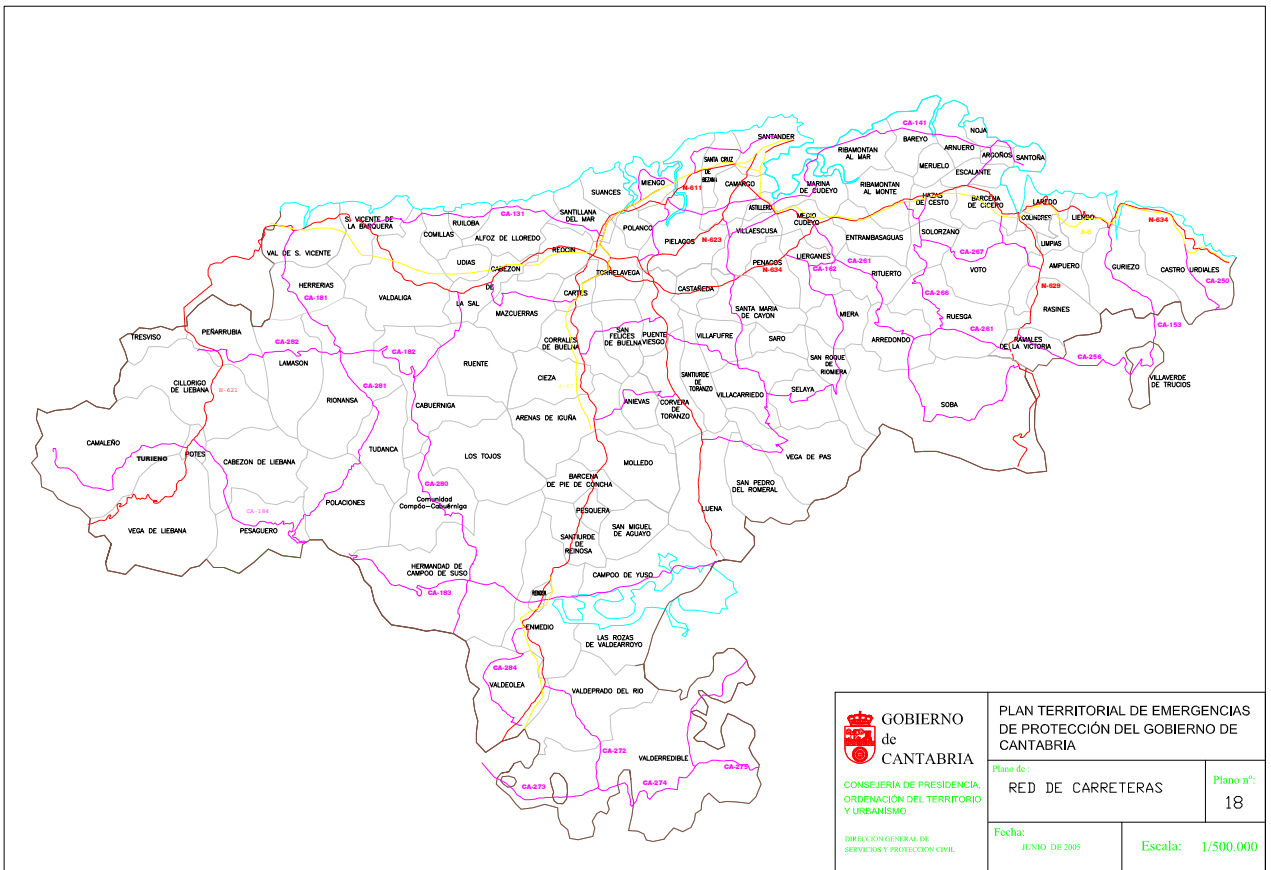 SANTANDER
CA-141
NOJA
BAREYO
ARNUERO
RIBAMONTAN
AL MAR
ARGOÑOS
SANTOÑA
MERUELO
ESCALANTE
SANTA CRUZ
DE
BEZANA
MIENGO
N-611
CAMARGO
SUANCES
MARINA
DE CUDEYO
RIBAMONTAN
AL MONTE
HAZAS
DE CESTO
BARCENA
DE CICERO
LAREDO
COLINDRES
LIENDO
N-634
A-8
ASTILLERO
MEDIO
CUDEYO
S. VICENTE DE
LA BARQUERA
RUILOBA
CA-131
SANTILLANA
DEL MAR
COMILLAS
ALFOZ DE LLOREDO
POLANCO
PIELAGOS
N-623
VILLAESCUSA
ENTRAMBASAGUAS
SOLORZANO
LIMPIAS
VAL DE S. VICENTE
UDIAS
CABEZON
DE
LA SAL
REOCIN
TORRELAVEGA
PENAGOS
N-634
LIERGANES
CA-162
CA-261
RITUERTO
CA-267
VOTO
AMPUERO
GURIEZO
CASTRO URDIALES
CA-250
HERRERIAS
CA-181
VALDALIGA
CARTES
CASTAÑEDA
MAZCUERRAS
SANTA MARIA
DE CAYON
MIERA
CA-266
RUESGA
N-629
RASINES
CA-153
TRESVISO
PEÑARRUBIA
CA-282
LAMASON
CA-182
CORRALES
DE BUELNA
SAN
FELICES
DE BUELNA
PUENTE
VIESGO
VILLAFUFRE
SARO
SAN ROQUE
DE
RIOMIERA
ARREDONDO
CA-261
RAMALES
DE LA VICTORIA
CA-256
RUENTE
CIEZA
CILLORIGO
DE LIEBANA
N-621
RIONANSA
CA-281
SANTIURDE
DE
TORANZO
VILLACARRIEDO
SELAYA
VILLAVERDE
DE TRUCIOS
CABUERNIGA
ARENAS DE IGUÑA
ANIEVAS
CORVERA
DE
TORANZO
SOBA
CAMALEÑO
TURIENO
POTES
CABEZON DE LIEBANA
TUDANCA
LOS TOJOS
MOLLEDO
VEGA DE PAS
CA-280
BARCENA
DE PIE DE CONCHA
SAN PEDRO
DEL ROMERAL
Comunidad
Campóo-Cabuérniga
POLACIONES
CA-184
PESQUERA
LUENA
VEGA DE LIEBANA
PESAGUERO
SAN MIGUEL
DE AGUAYO
SANTIURDE
DE
REINOSA
HERMANDAD DE
CAMPOO DE SUSO
CAMPOO DE YUSO
CA-183
REINOSA
ENMEDIO
LAS ROZAS
DE VALDEARROYO
CA-284
VALDEOLEA
VALDEPRADO DEL RIO
CA-272
VALDERREDIBLE
CA-275
CA-273
CA-274
GOBIERNO
de
CANTABRIA
CONSEJERÍA DE PRESIDENCIA,
ORDENACIÓN DEL TERRITORIO
Y URBANÍSMO
DIRECCION GENERAL DE
SERVICIOS Y PROTECCION CIVIL
PLAN TERRITORIAL DE EMERGENCIAS
DE PROTECCIÓN DEL GOBIERNO DE
CANTABRIA
Plano de:
RED DE CARRETERAS
Plano nº:
18
Fecha:
JUNIO DE 2005
Escala: 1/500.000